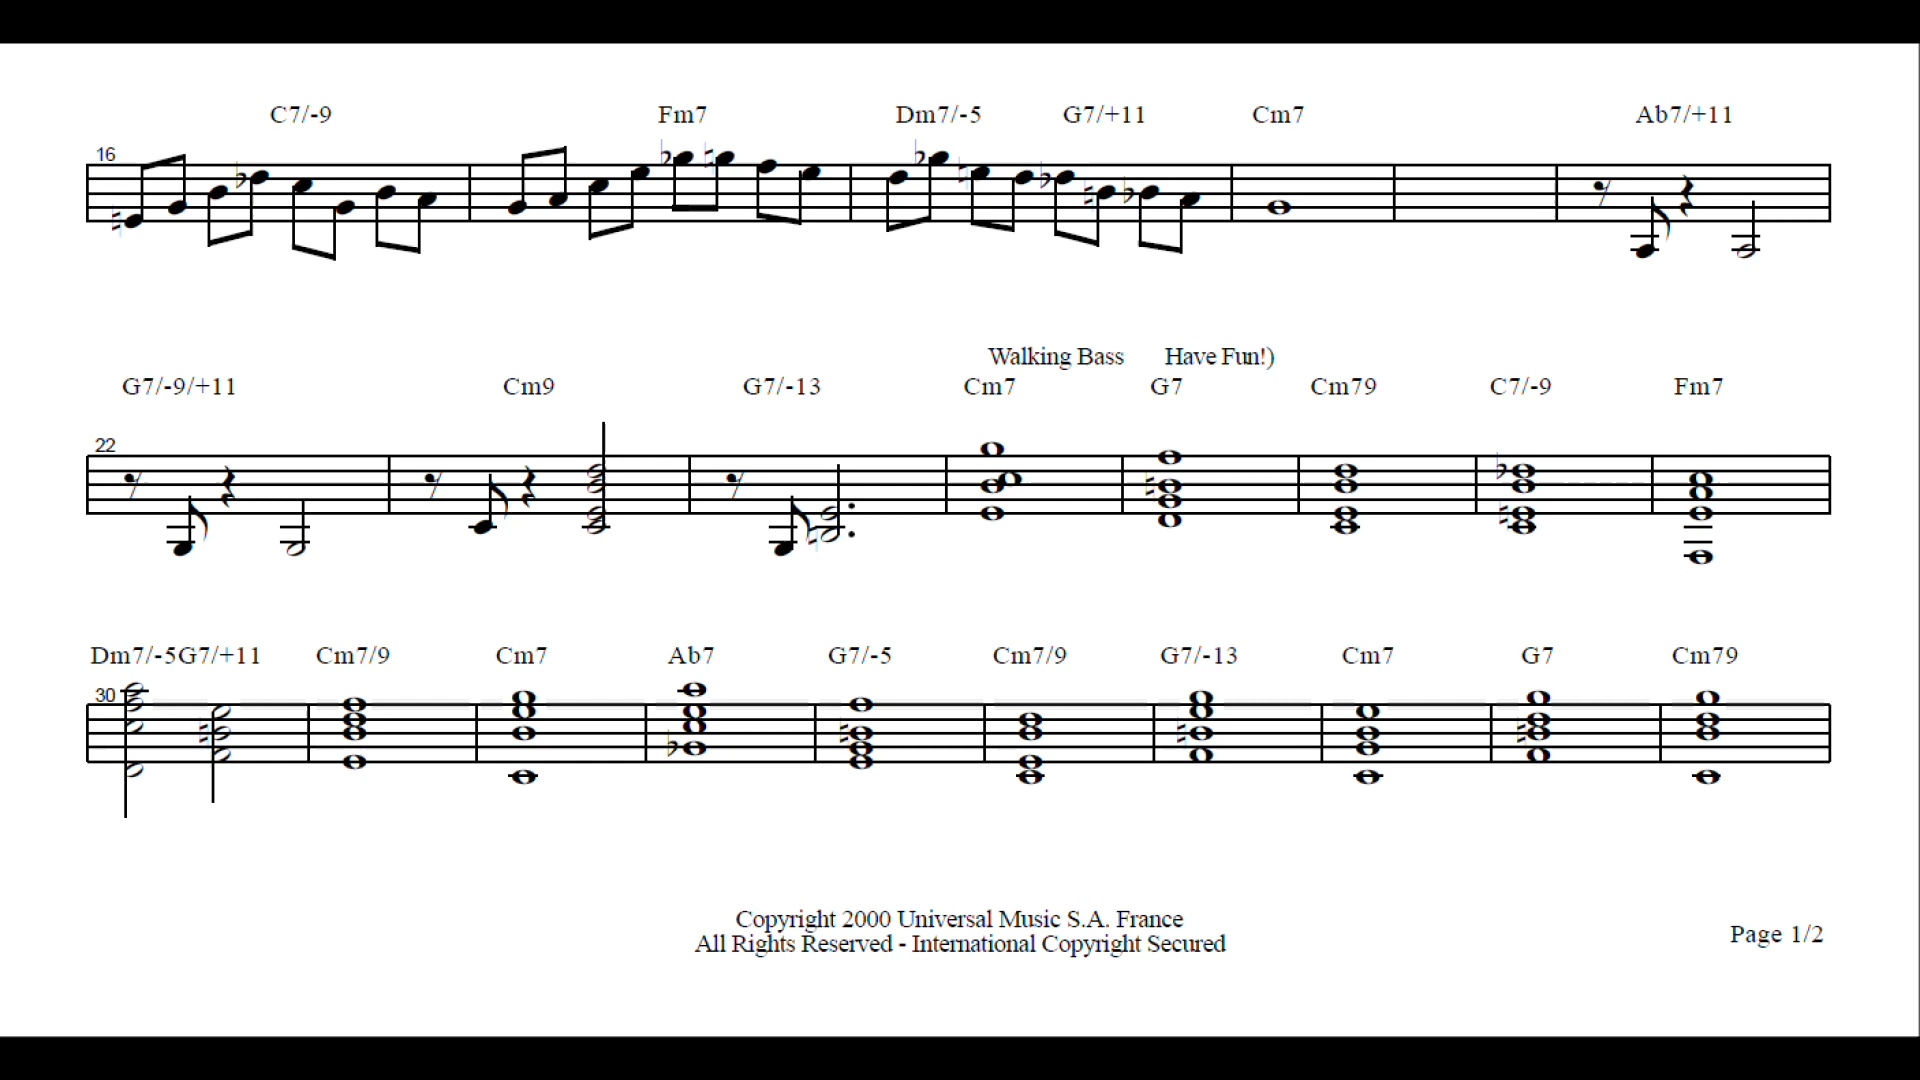 C7/-9 Fm7 Dm7/-5 G7/+11 Cm7 Ab7/+11
16
Walking Bass Have Fun!)
G7/-9/+11 Cm9 G7/-13 Cm7 G7 Cm79 C7/-9 Fm7
22
Dm7/-5G7/+11 Cm7/9 Cm7 Ab7 G7/-5 Cm7/9 G7/-13 Cm7 G7 Cm79
30
Copyright 2000 Universal Music S.A. France
All Rights Reserved - International Copyright Secured
Page 1/2